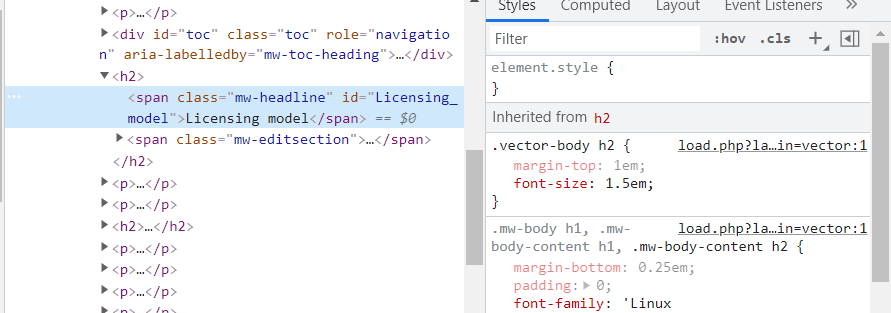 <p>…</p>
<div id="toc" class="toc" role="navigatio
n" aria-labelledby="mw-toc-heading">…</div>
<h2>
… <span class="mw-headline" id="Licensing_
model">Licensing model</span> == $0
<span class="mw-editsection">…</span>
</h2>
<p>…</p>
<p>…</p>
<h2>…</h2>
<p>…</p>
<p>…</p>
<p>…</p>
Styles Computed Layout Event Listeners »
Filter :hov .cls +
element.style {
}
Inherited from h2
.vector-body h2 { load.php?la…in=vector:1
margin-top: 1em;
font-size: 1.5em;
}
.mw-body h1, .mw- load.php?la…in=vector:1
body-content h1, .mw-body-content h2 {
margin-bottom: 0.25em;
padding: 0;
font-family: 'Linux